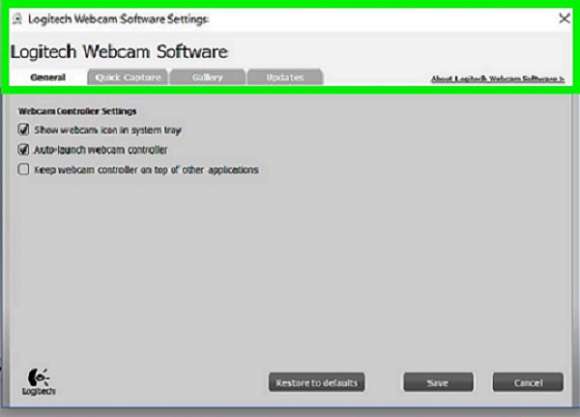 Logitech Webcam Software Settings
Logitech Webcam Software
General Quick Capture Gallery Updates About Logitech Webcam Software >
Webcam Controller Settings
Show webcam icon in system tray
Auto-launch webcam controller
Keep webcam controller on top of other applications
Logitech
Restore to defaults Save Cancel